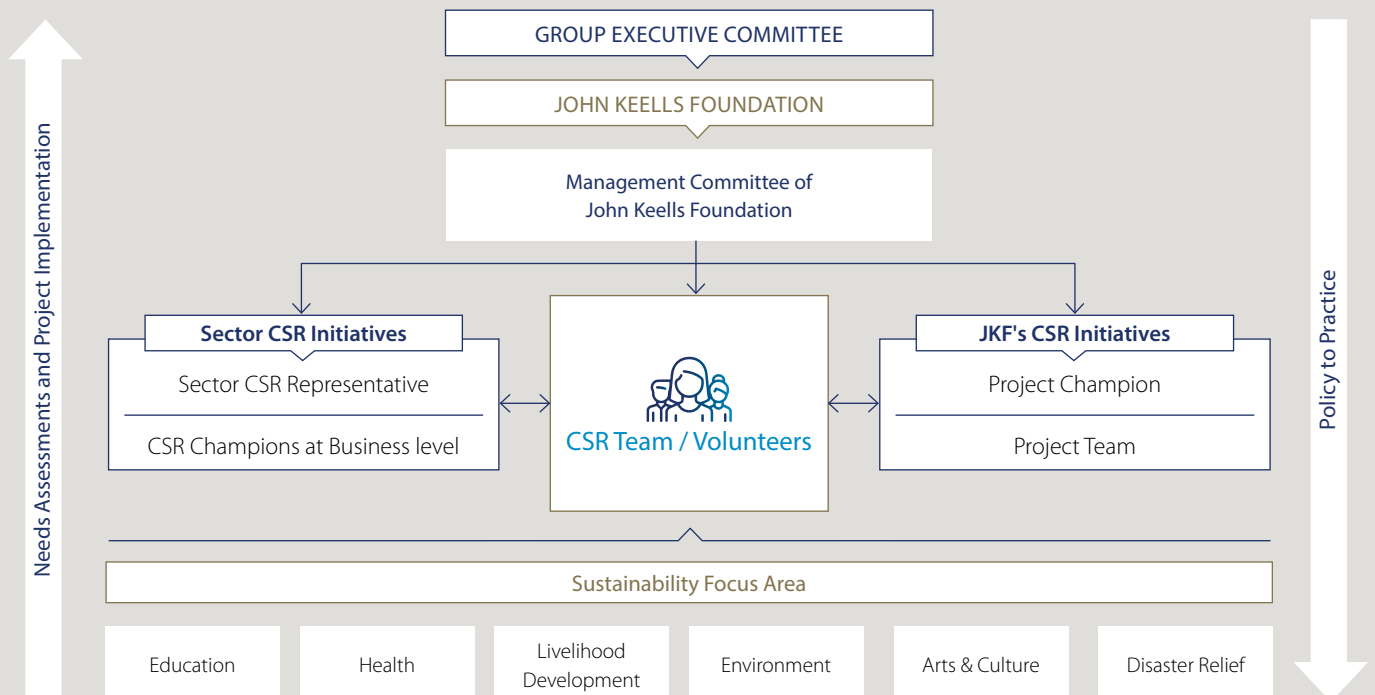 GROUP EXECUTIVE COMMITTEE
JOHN KEELLS FOUNDATION
Management Committee of
John Keells Foundation
Needs Assessments and Project Implementation
Policy to Practice
Sector CSR Initiatives
Sector CSR Representative
CSR Champions at Business level
CSR Team / Volunteers
JKF's CSR Initiatives
Project Champion
Project Team
Sustainability Focus Area
Education
Health
Livelihood
Development
Environment
Arts & Culture
Disaster Relief